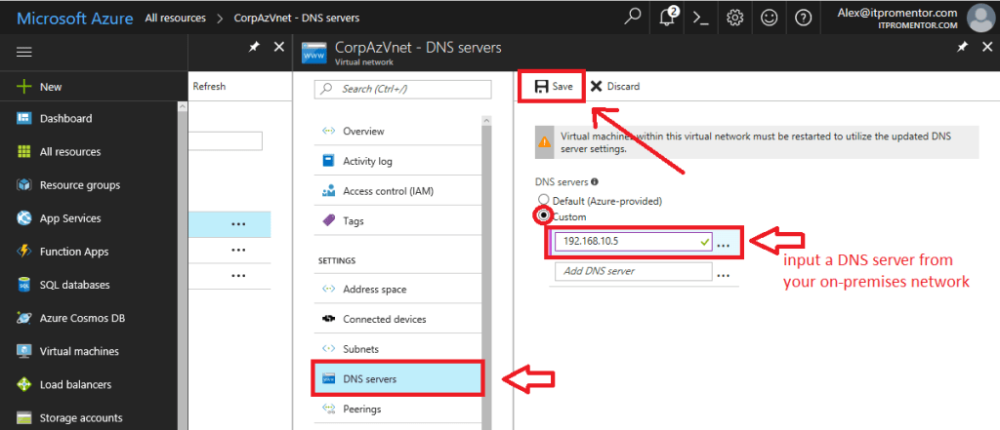 Microsoft Azure All resources > CorpAzVnet - DNS servers
2
Alex@itpromentor.com
ITPROMENTOR.COM
New
Dashboard
All resources
Resource groups
App Services
Function Apps
SQL databases
Azure Cosmos DB
Virtual machines
Load balancers
Storage accounts
Refresh
CorpAzVnet - DNS servers
Virtual network
www
Search (Ctrl+/)
Overview
Activity log
Access control (IAM)
Tags
SETTINGS
Address space
Connected devices
Subnets
DNS servers
Peerings
Save Discard
Virtual machines within this virtual network must be restarted to utilize the updated DNS
server settings.
DNS servers
Default (Azure-provided)
Custom
192.168.10.5
Add DNS server
input a DNS server from
your on-premises network